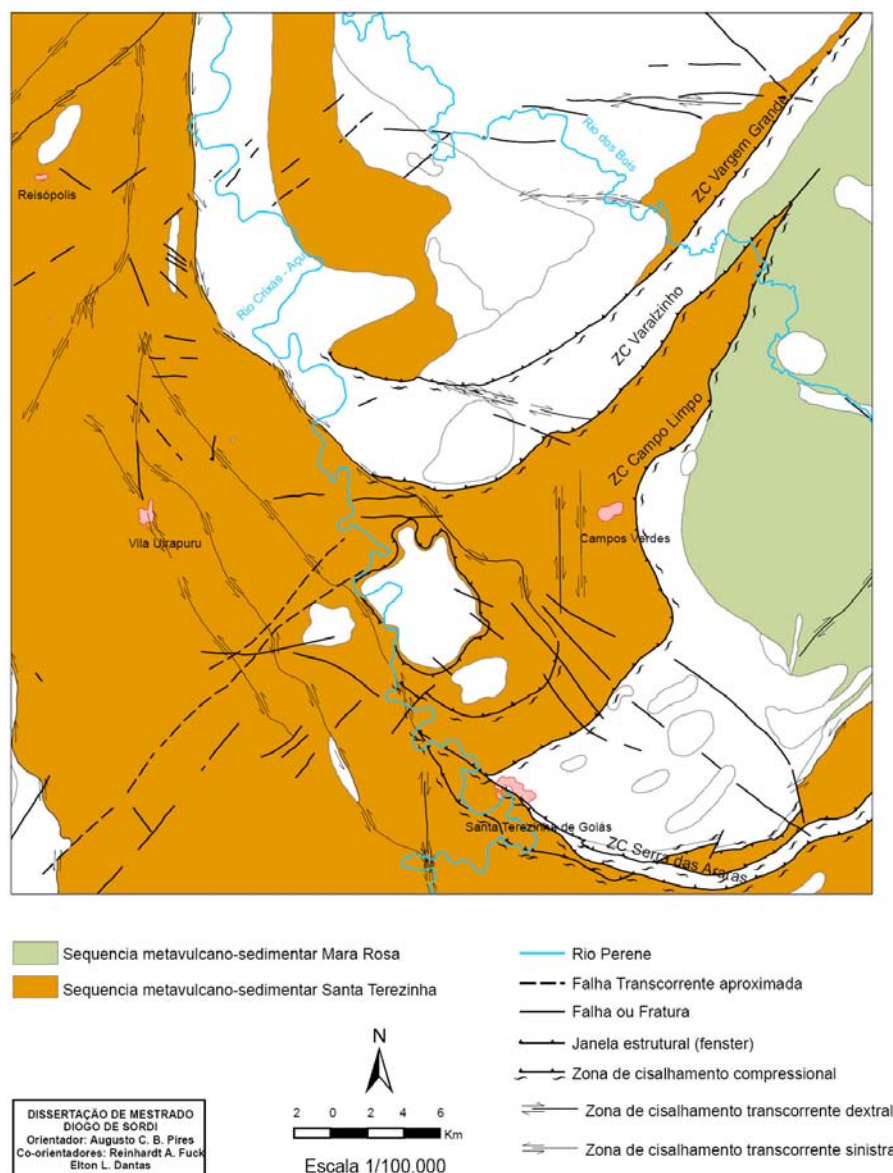 Rio dos Bois
ZC Vargem Grande
Reisópolis
Rio Crixás - Açu
ZC Varalzinho
ZC Campo Limpo
Vila Uirapuru
Campos Verdes
Santa Terezinha de Goiás
ZC Serra das Araras
Sequencia metavulcano-sedimentar Mara Rosa
Sequencia metavulcano-sedimentar Santa Terezinha
Rio Perene
Falha Transcorrente aproximada
Falha ou Fratura
Janela estrutural (fenster)
Zona de cisalhamento compressional
Zona de cisalhamento transcorrente dextral
Zona de cisalhamento transcorrente sinistra
N
2 0 2 4 6
Km
Escala 1/100.000
DISSERTAÇÃO DE MESTRADO
DIOGO DE SORDI
Orientador: Augusto C. B. Pires
Co-orientadores: Reinhardt A. Fuck
Elton L. Dantas